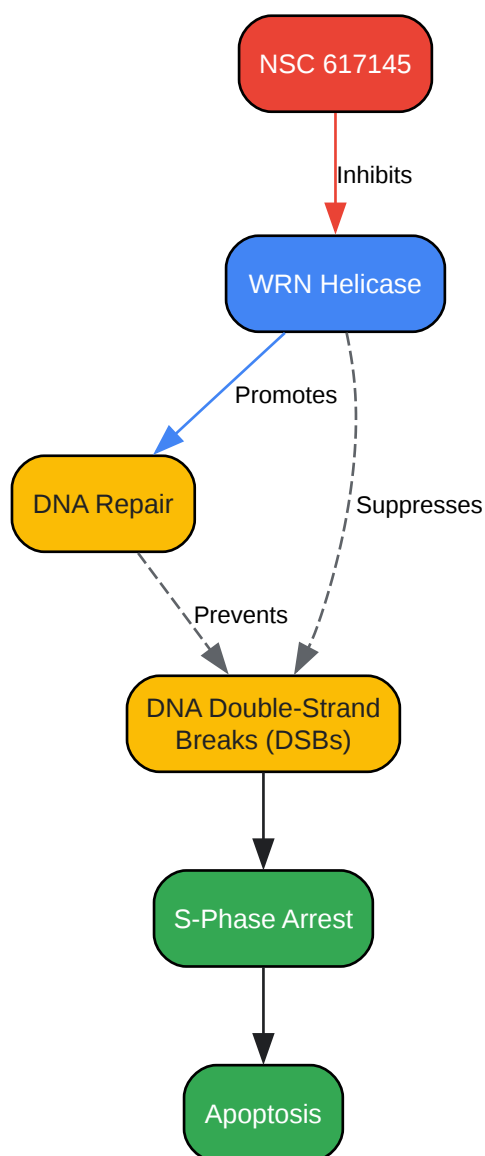 NSC 617145
Inhibits
WRN Helicase
Promotes
DNA Repair
Suppresses
Prevents
DNA Double-Strand
Breaks (DSBs)
S-Phase Arrest
Apoptosis